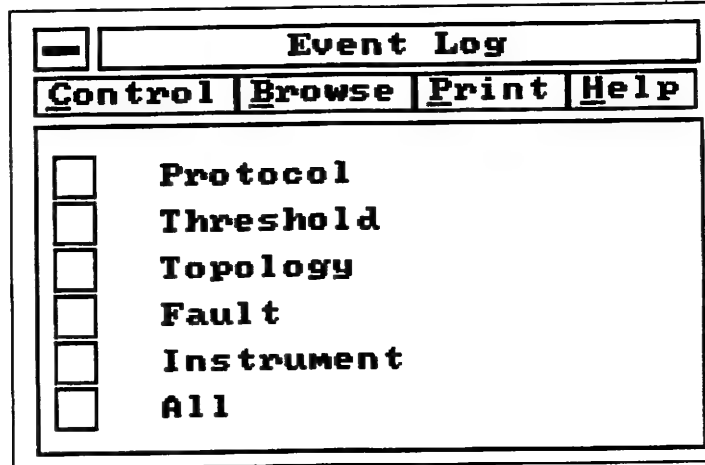 Event Log
Control Browse Print Help
Protocol
Threshold
Topology
Fault
Instrument
All